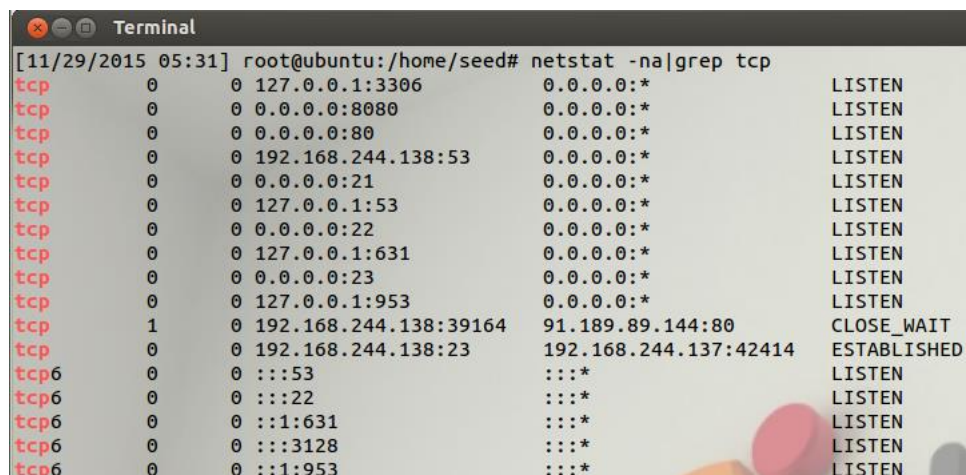 Terminal
[11/29/2015 05:31] root@ubuntu:/home/seed# netstat -na|grep tcp
tcp 0 0 127.0.0.1:3306 0.0.0.0:* LISTEN
tcp 0 0 0.0.0.0:8080 0.0.0.0:* LISTEN
tcp 0 0 0.0.0.0:80 0.0.0.0:* LISTEN
tcp 0 0 192.168.244.138:53 0.0.0.0:* LISTEN
tcp 0 0 0.0.0.0:21 0.0.0.0:* LISTEN
tcp 0 0 127.0.0.1:53 0.0.0.0:* LISTEN
tcp 0 0 0.0.0.0:22 0.0.0.0:* LISTEN
tcp 0 0 127.0.0.1:631 0.0.0.0:* LISTEN
tcp 0 0 0.0.0.0:23 0.0.0.0:* LISTEN
tcp 0 0 127.0.0.1:953 0.0.0.0:* LISTEN
tcp 1 0 192.168.244.138:39164 91.189.89.144:80 CLOSE_WAIT
tcp 0 0 192.168.244.138:23 192.168.244.137:42414 ESTABLISHED
tcp6 0 0 :::53 :::* LISTEN
tcp6 0 0 :::22 :::* LISTEN
tcp6 0 0 ::1:631 :::* LISTEN
tcp6 0 0 :::3128 :::* LISTEN
tcp6 0 0 ::1:953 :::* LISTEN